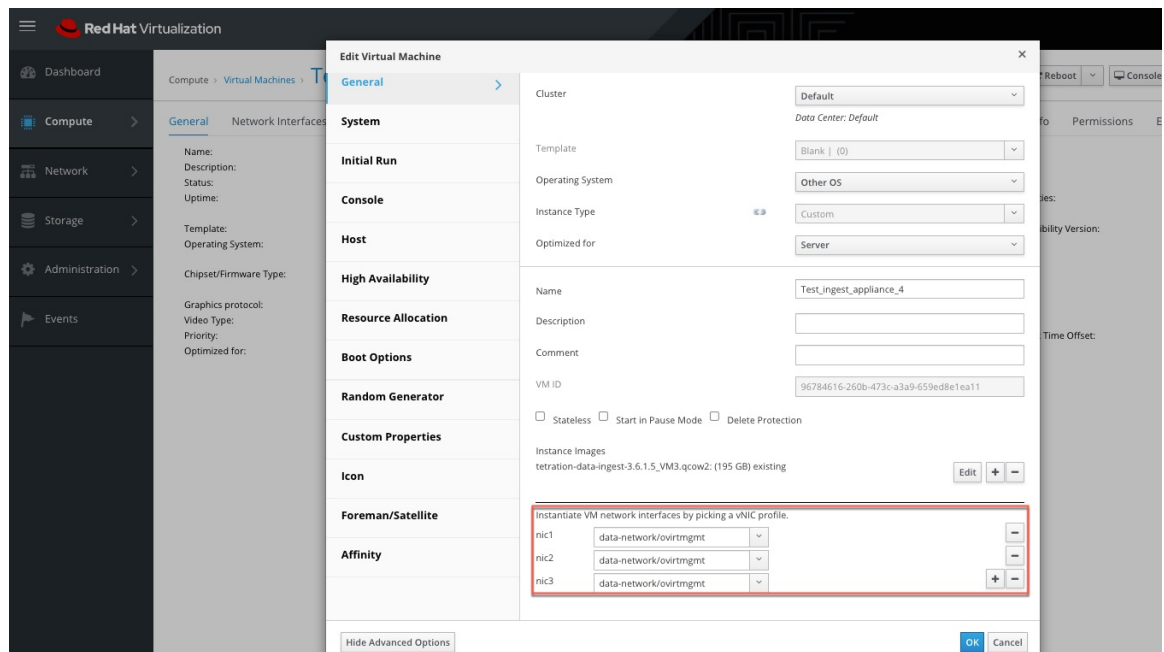 Red Hat Virtualization
Dashboard
Compute
Network
Storage
Administration
Events
Compute > Virtual Machines >
Reboot
Console
General
Network Interfaces
Permissions
Name:
Description:
Status:
Uptime:
Template:
Operating System:
Chipset/Firmware Type:
Graphics protocol:
Video Type:
Priority:
Optimized for:
Time Offset:
Edit Virtual Machine
General
System
Initial Run
Console
Host
High Availability
Resource Allocation
Boot Options
Random Generator
Custom Properties
Icon
Foreman/Satellite
Affinity
Cluster
Default
Data Center: Default
Template
Blank | (0)
Operating System
Other OS
Instance Type
Custom
Optimized for
Server
Name
Test_ingest_appliance_4
Description
Comment
VM ID
96784616-260b-473c-a3a9-659ed8e1ea11
Stateless Start in Pause Mode Delete Protection
Instance Images
tetration-data-ingest-3.6.1.5_VM3.qcow2: (195 GB) existing
Edit + −
Instantiate VM network interfaces by picking a vNIC profile.
nic1 data-network/ovirtmgmt −
nic2 data-network/ovirtmgmt −
nic3 data-network/ovirtmgmt + −
Hide Advanced Options
OK Cancel